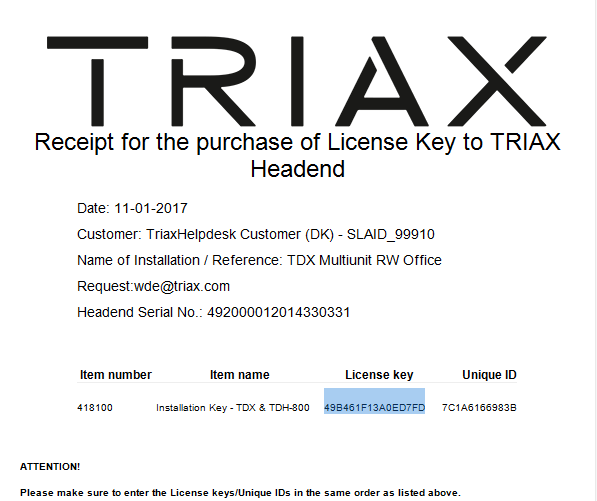 TRIAX
Receipt for the purchase of License Key to TRIAX
Headend
Date: 11-01-2017
Customer: TriaxHelpdesk Customer (DK) - SLAID_99910
Name of Installation / Reference: TDX Multiunit RW Office
Request:wde@triax.com
Headend Serial No.: 492000012014330331
Item number Item name License key Unique ID
418100 Installation Key - TDX & TDH-800 49B461F13A0ED7FD 7C1A6166983B
ATTENTION!
Please make sure to enter the License keys/Unique IDs in the same order as listed above.